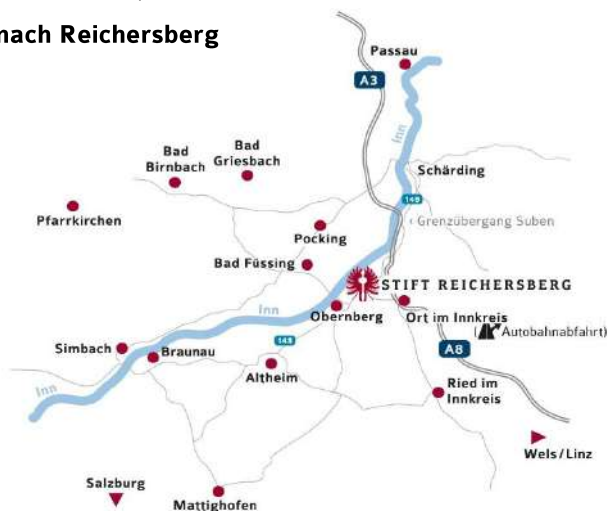 nach Reichersberg
Passau
A3
Inn
Bad
Birnbach
Bad
Griesbach
Schärding
149
‹ Grenzübergang Suben
Pfarrkirchen
Pocking
Bad Füssing
STIFT REICHERSBERG
Inn
Obernberg
Ort im Innkreis
(Autobahnabfahrt)
A8
Simbach
Braunau
Altheim
Inn
Ried im
Innkreis
Wels/Linz
Salzburg
Mattighofen